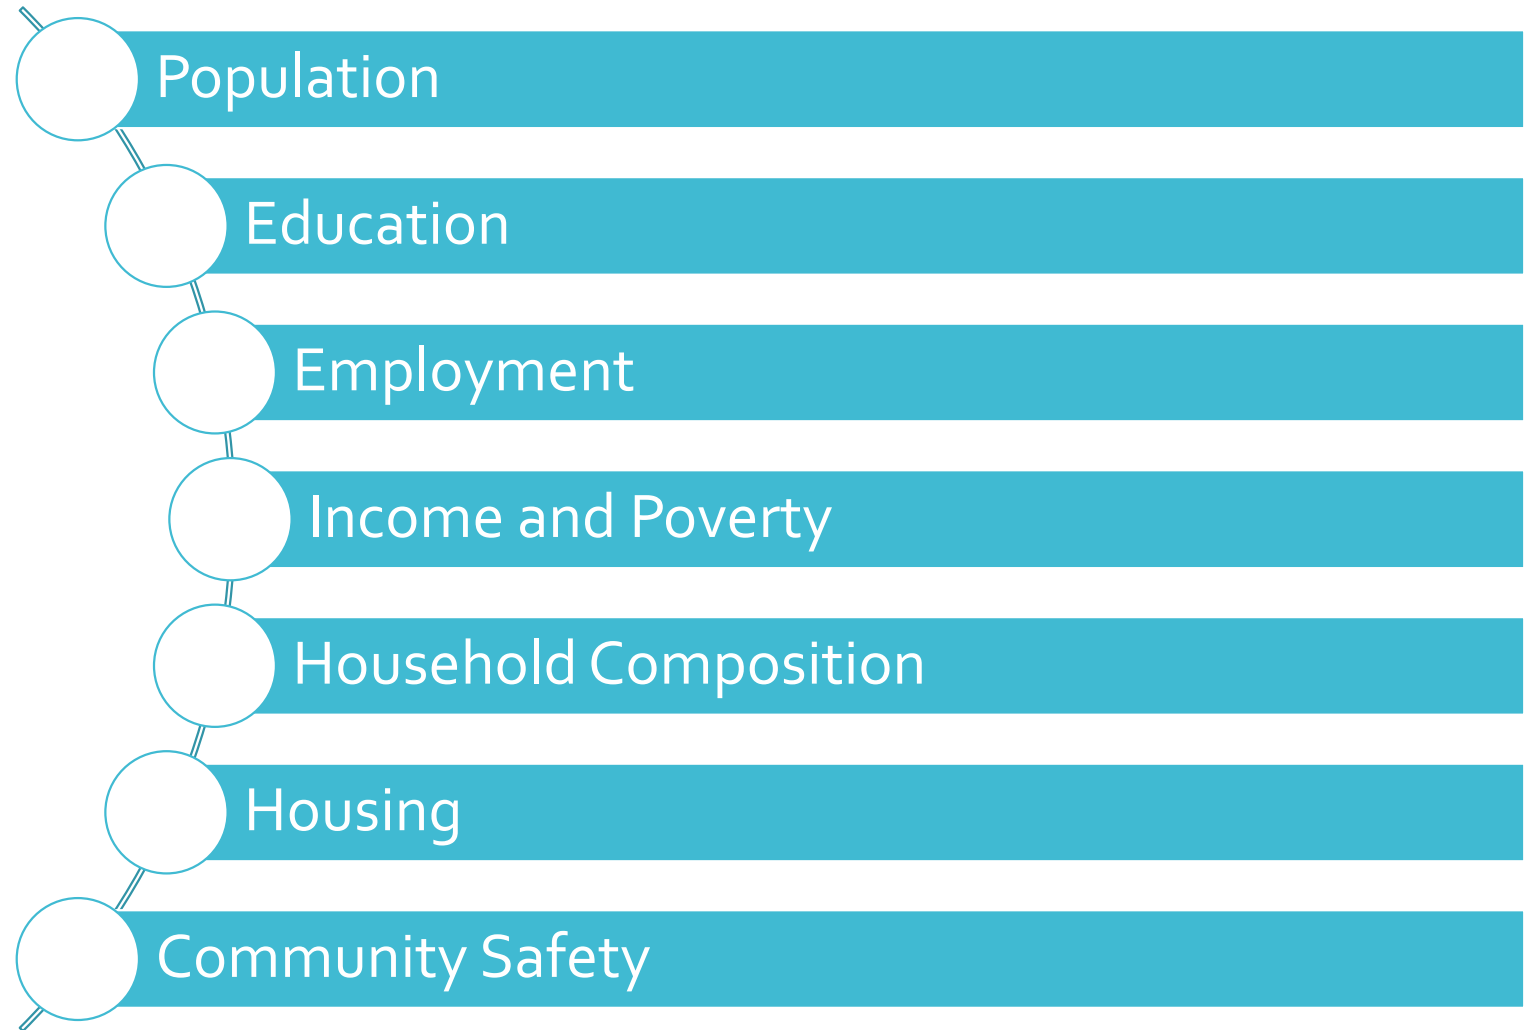 Population
Education
Employment
Income and Poverty
Household Composition
Housing
Community Safety